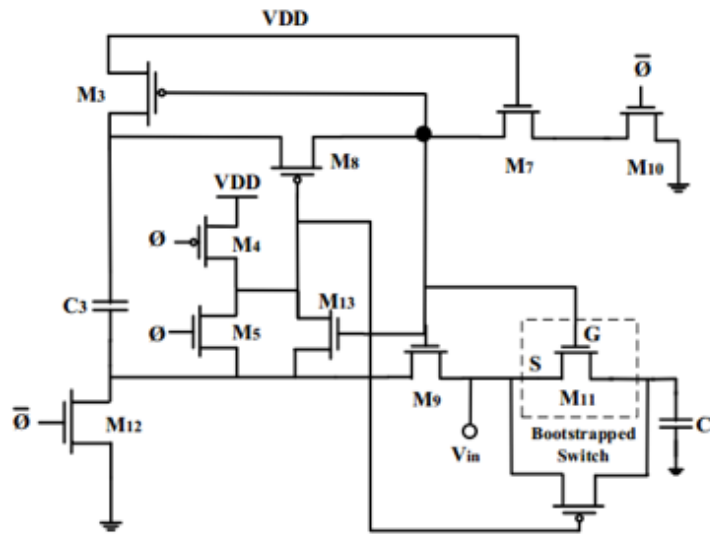 VDD
Ø̅
M3
M8
M7
M10
VDD
Ø
M4
C3
M13
Ø
M5
G
S
Ø̅
M12
M9
M11
C
Vin
Bootstrapped
Switch